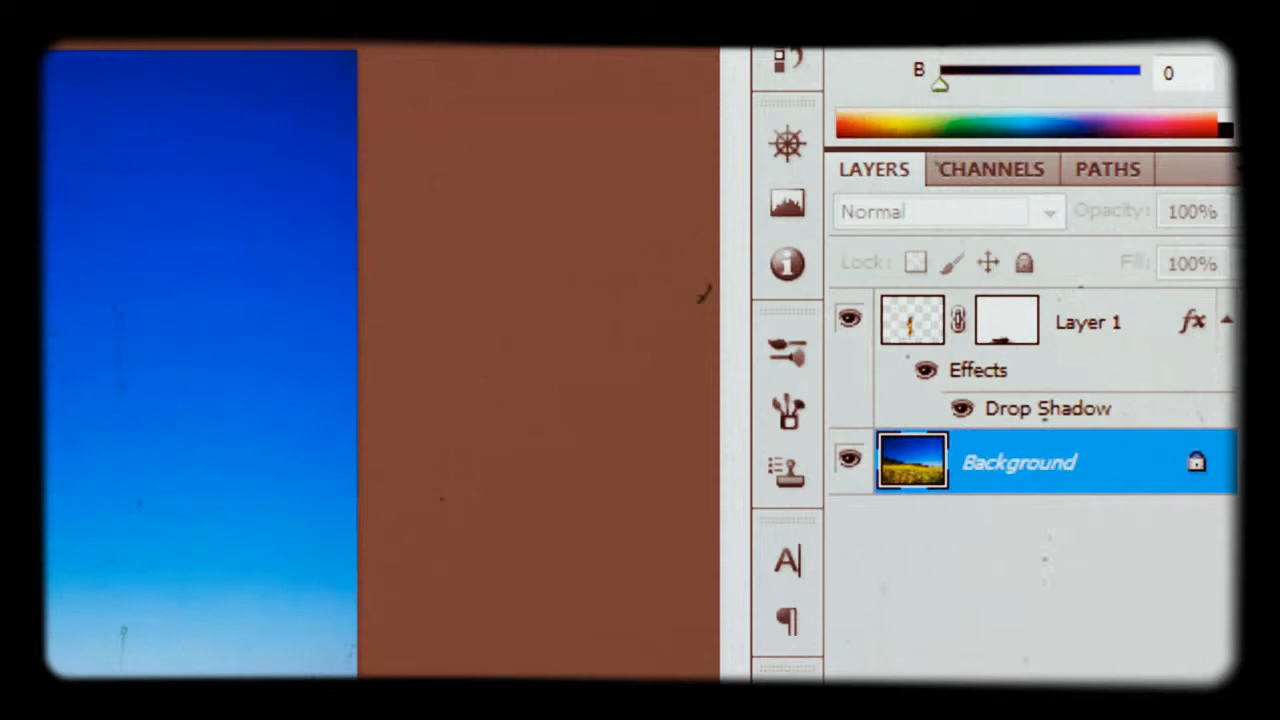 B 0
LAYERS CHANNELS PATHS
Normal Opacity: 100%
Lock: Fill: 100%
Layer 1 fx
Effects
Drop Shadow
Background
A
¶